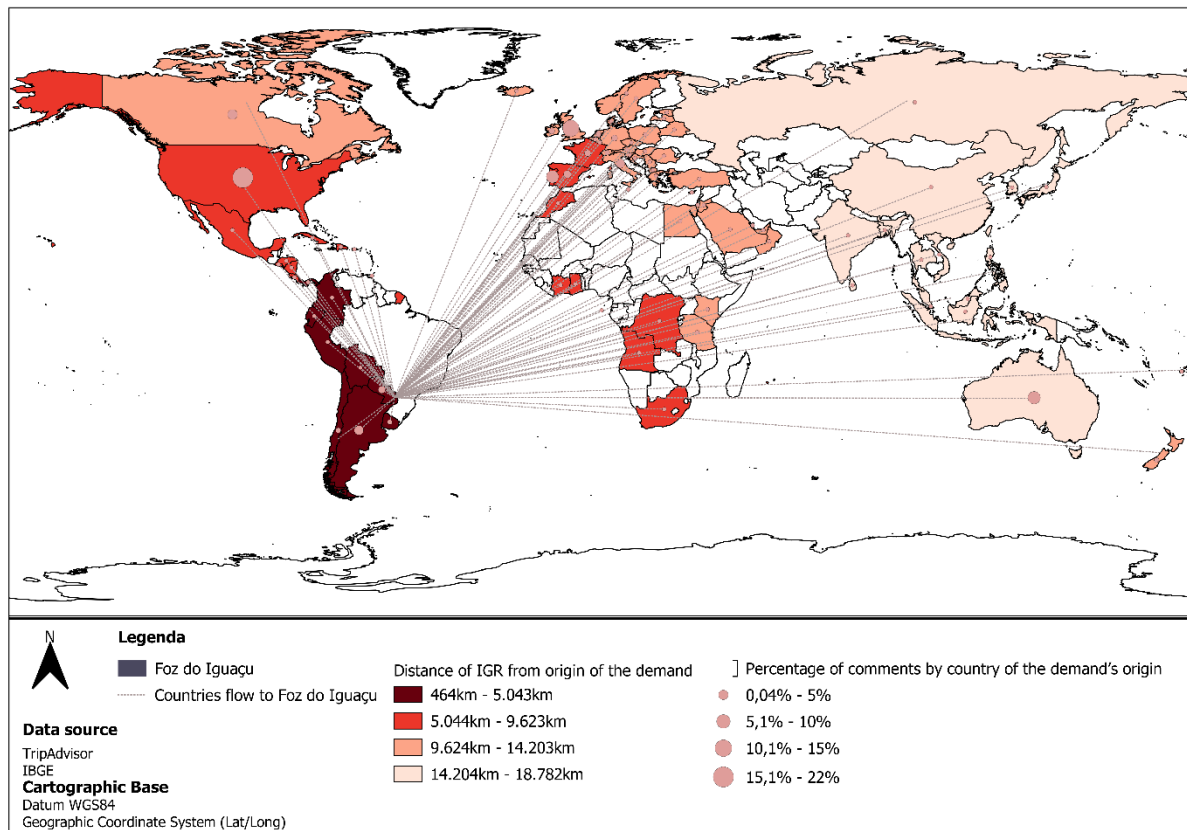 N
Legenda
Foz do Iguaçu
Countries flow to Foz do Iguaçu
Data source
TripAdvisor
IBGE
Cartographic Base
Datum WGS84
Geographic Coordinate System (Lat/Long)
Distance of IGR from origin of the demand
464km - 5.043km
5.044km - 9.623km
9.624km - 14.203km
14.204km - 18.782km
Percentage of comments by country of the demand's origin
0,04% - 5%
5,1% - 10%
10,1% - 15%
15,1% - 22%